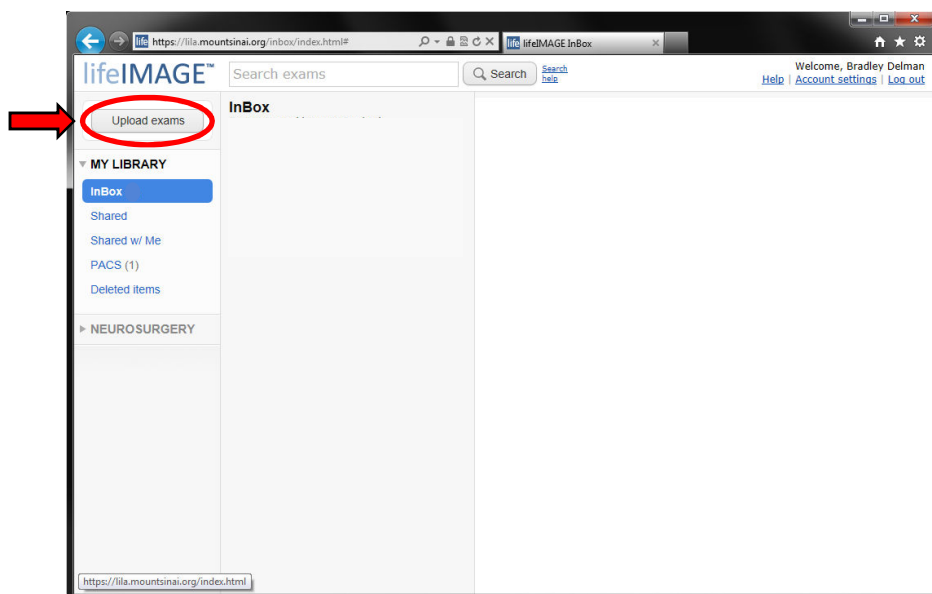 https://lila.mountsinai.org/inbox/index.html#
life lifeIMAGE InBox
lifeIMAGE™
Search exams
Search
Search help
Welcome, Bradley Delman
Help | Account settings | Log out
Upload exams
InBox
MY LIBRARY
InBox
Shared
Shared w/ Me
PACS (1)
Deleted items
NEUROSURGERY
https://lila.mountsinai.org/index.html